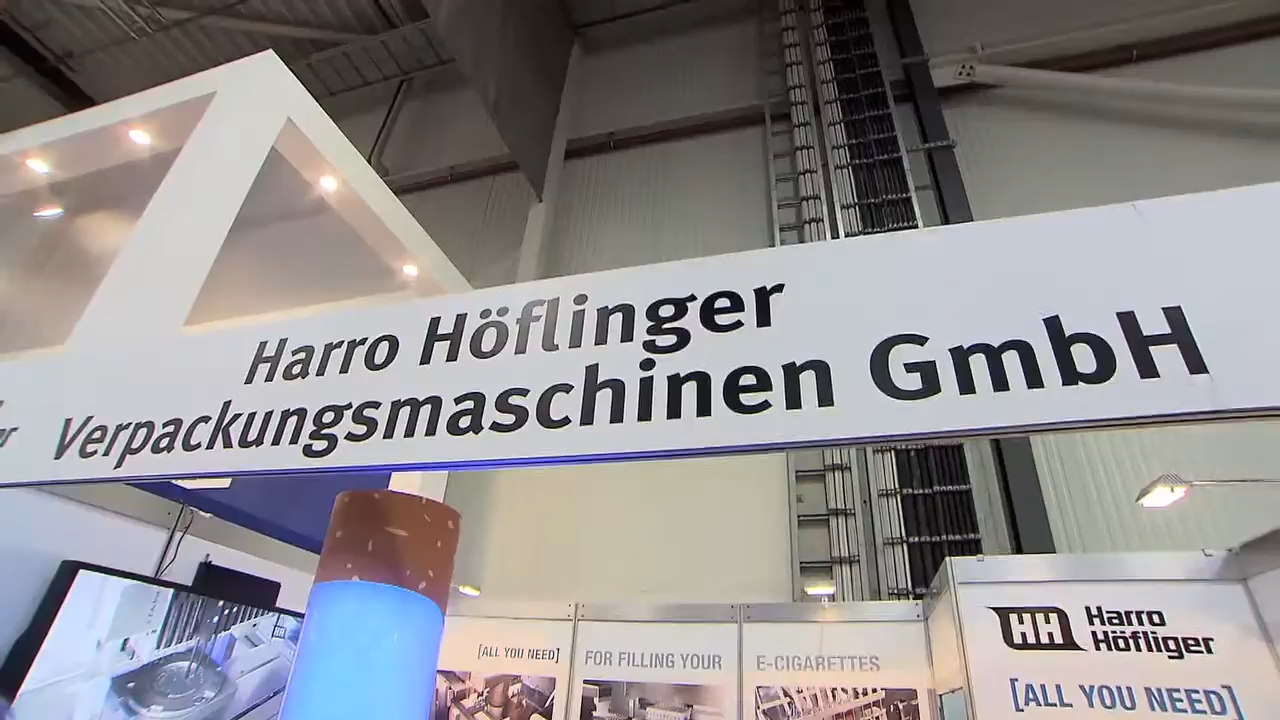 Harro Höflinger
Verpackungsmaschinen GmbH
[ALL YOU NEED]
FOR FILLING YOUR
E-CIGARETTES
HH Harro
Höfliger
[ALL YOU NEED]